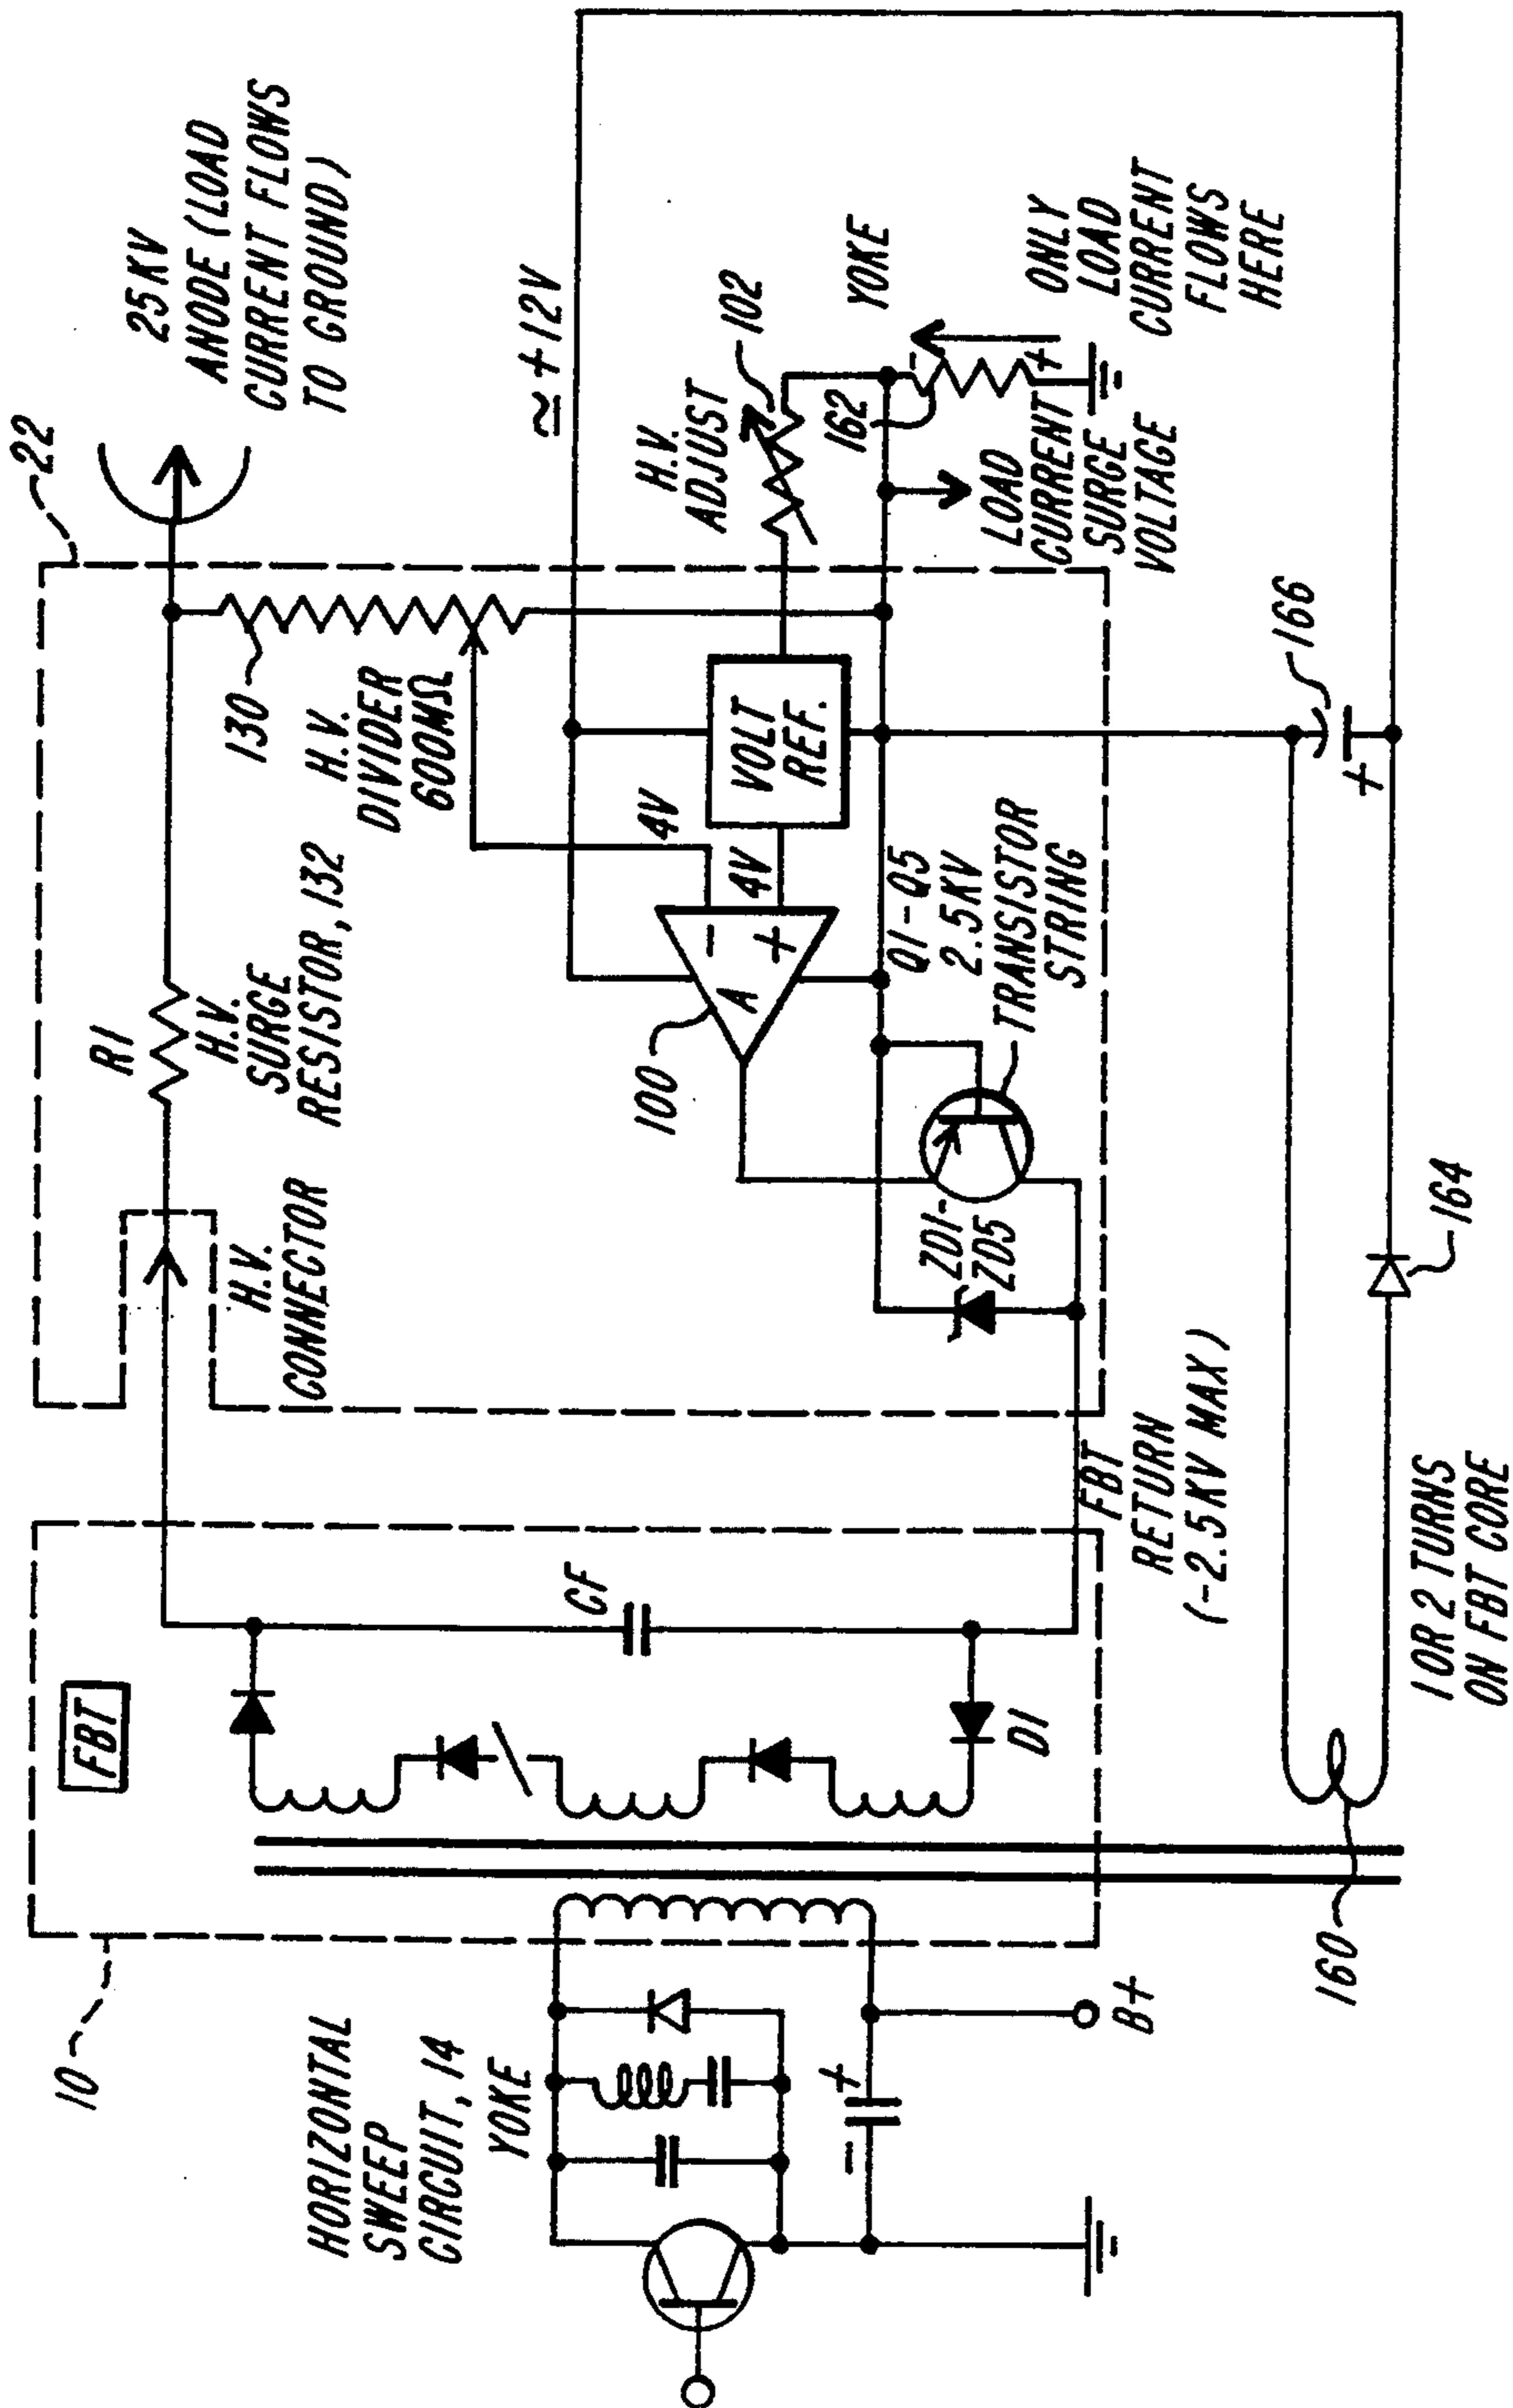 10
HORIZONTAL
SWEEP
CIRCUIT, 14
YOKE
+
-
B+
FBT
CF
D1
160
1 OR 2 TURNS
ON FBT CORE
FBT
RETURN
(-2.5KV MAX)
164
166
+
22
H.V.
CONNECTOR
R1
H.V.
SURGE
RESISTOR, 132
130
H.V.
DIVIDER
600MΩ
4V
4V
-
+
A
100
VOLT
REF.
Q1-Q5
2.5KV
TRANSISTOR
STRING
ZD1-
ZD5
25KV
ANODE (LOAD
CURRENT FLOWS
TO GROUND)
≃+12V
H.V.
ADJUST
102
YOKE
162
-
+
LOAD
CURRENT
SURGE
VOLTAGE
ONLY
LOAD
CURRENT
FLOWS
HERE